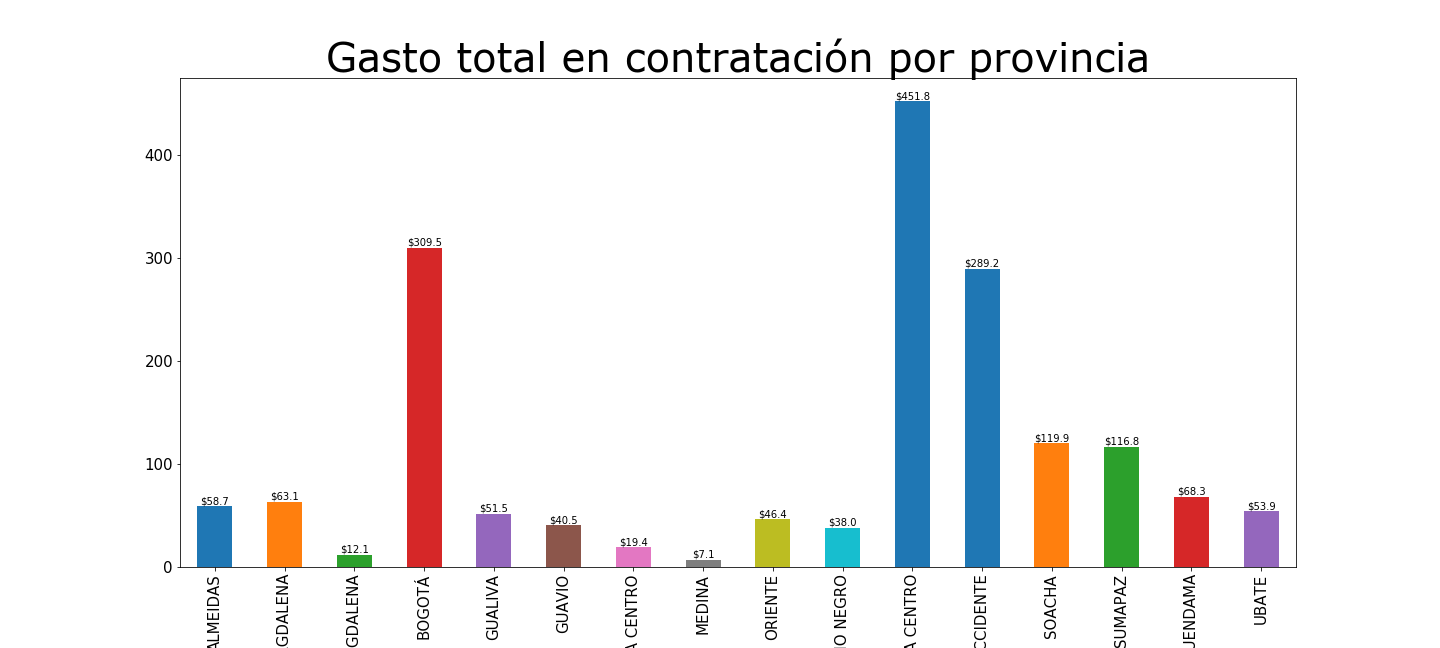 Gasto total en contratación por provincia
400
300
200
100
0
$58.7
$63.1
$12.1
$309.5
$51.5
$40.5
$19.4
$7.1
$46.4
$38.0
$451.8
$289.2
$119.9
$116.8
$68.3
$53.9
ALMEIDAS
GDALENA
GDALENA
BOGOTÁ
GUALIVA
GUAVIO
A CENTRO
MEDINA
ORIENTE
IO NEGRO
A CENTRO
CCIDENTE
SOACHA
SUMAPAZ
UENDAMA
UBATE